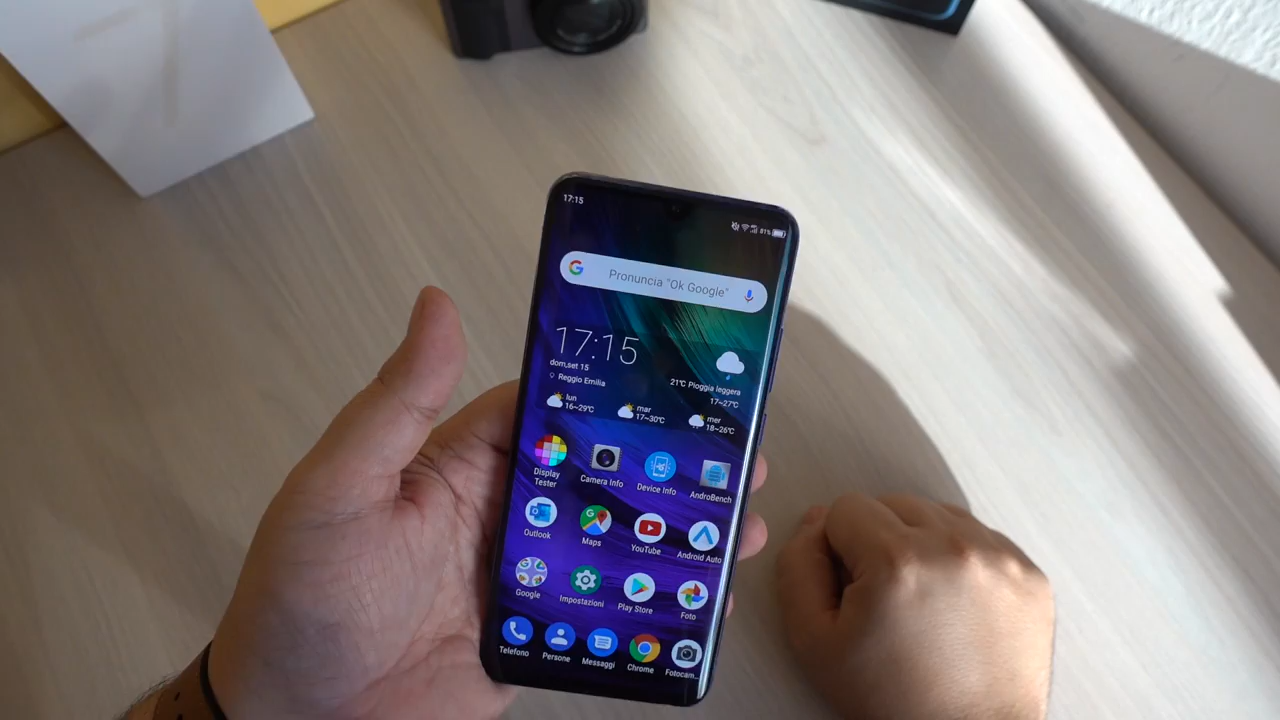 17:15
81%
Pronuncia "Ok Google"
17:15
dom,set 15
Reggio Emilia
21°C Pioggia leggera
17~27°C
lun
16~29°C
mar
17~30°C
mer
18~26°C
Display Tester
Camera Info
Device Info
AndroBench
Outlook
Maps
YouTube
Android Auto
Google
Impostazioni
Play Store
Foto
Telefono
Persone
Messaggi
Chrome
Fotocam...